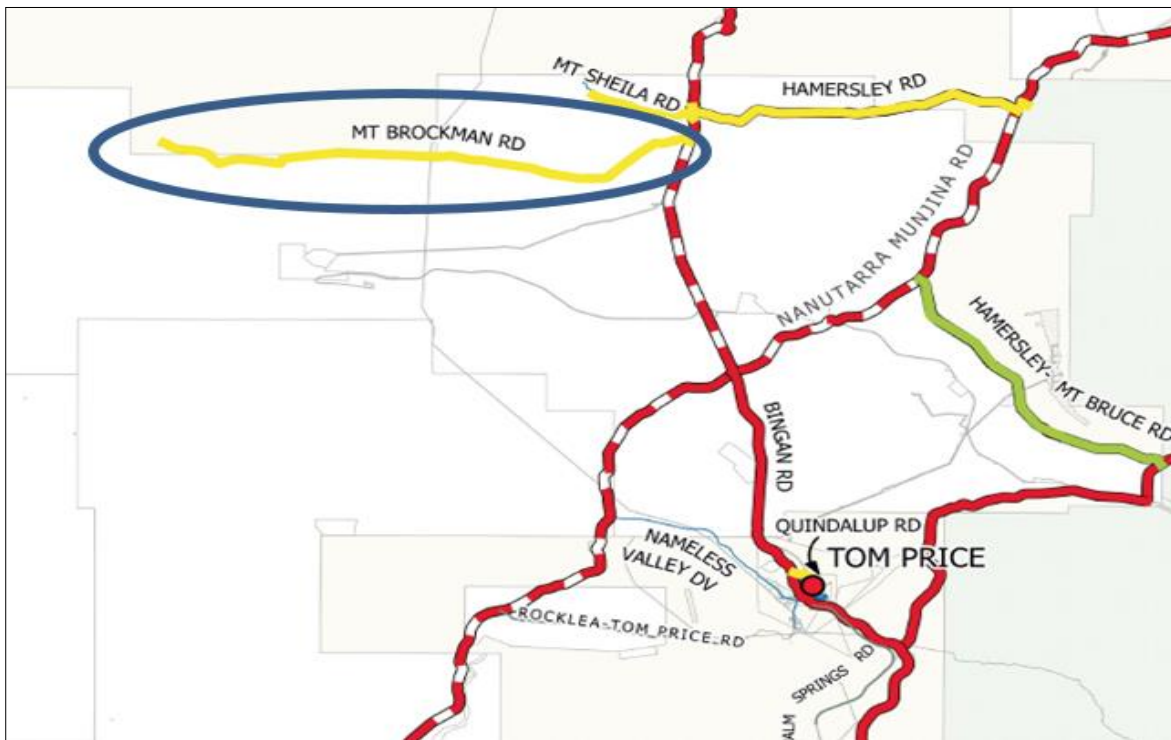 MT SHEILA RD
HAMERSLEY RD
MT BROCKMAN RD
NANUTARRA MUNJINA RD
HAMERSLEY- MT BRUCE RD
BINGAN RD
QUINDALUP RD
TOM PRICE
NAMELESS
VALLEY DV
ROCKLEA-TOM PRICE RD
SPRINGS RD
ALM